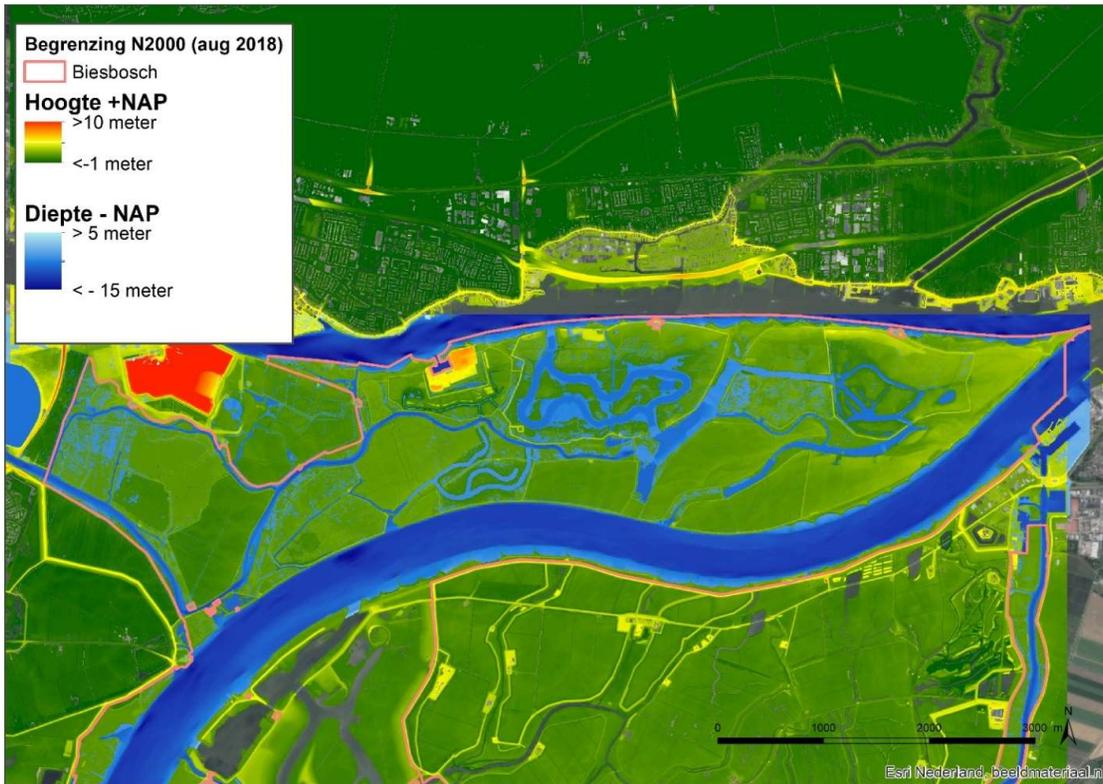 Begrenzing N2000 (aug 2018)
Biesbosch
Hoogte +NAP
>10 meter
<-1 meter
Diepte - NAP
> 5 meter
< - 15 meter
N
0 1000 2000 3000 m
Esri Nederland, beeldmateriaal.n